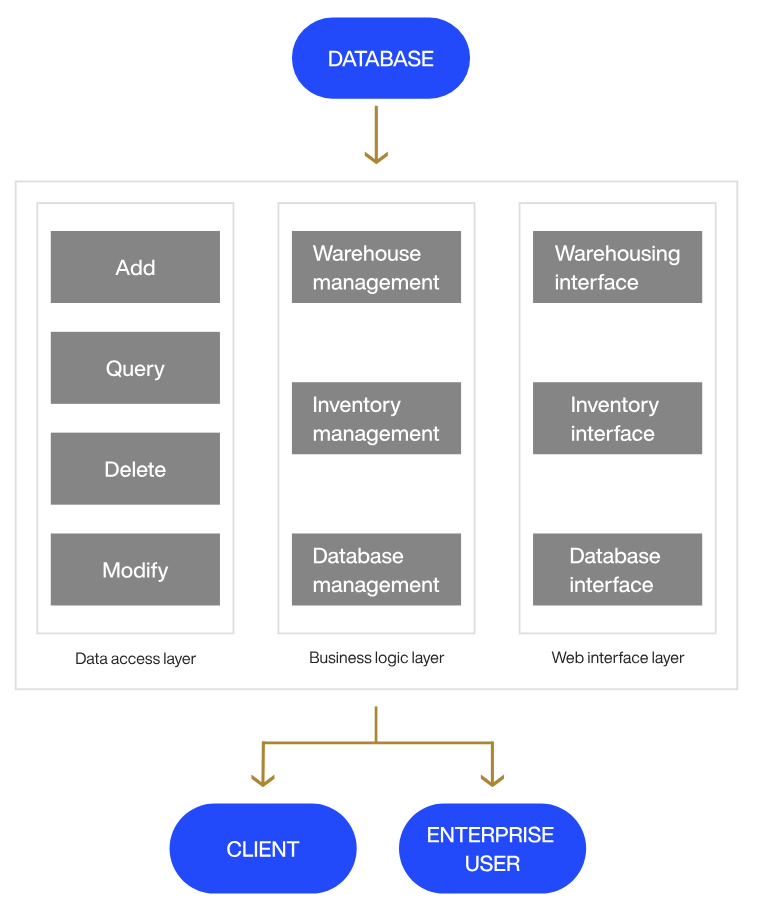 DATABASE
Add
Query
Delete
Modify
Data access layer
Warehouse
management
Inventory
management
Database
management
Business logic layer
Warehousing
interface
Inventory
interface
Database
interface
Web interface layer
CLIENT
ENTERPRISE
USER